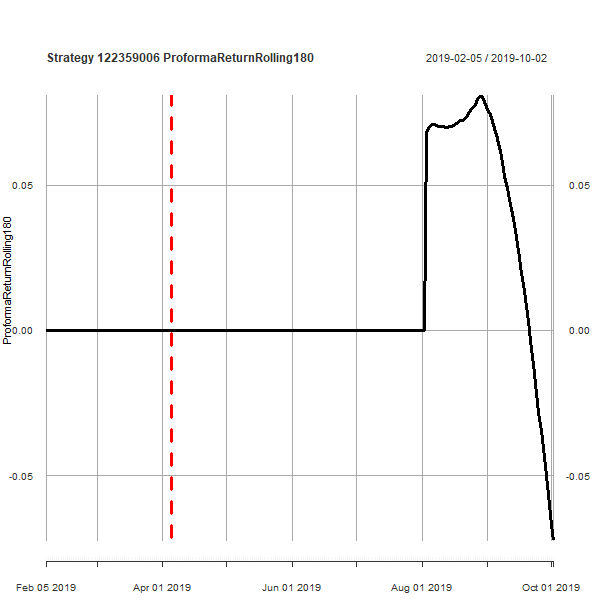 Strategy 122359006 ProformaReturnRolling180 2019-02-05 / 2019-10-02
ProformaReturnRolling180
0.05 0.05
0.00 0.00
-0.05 -0.05
Feb 05 2019 Apr 01 2019 Jun 01 2019 Aug 01 2019 Oct 01 2019